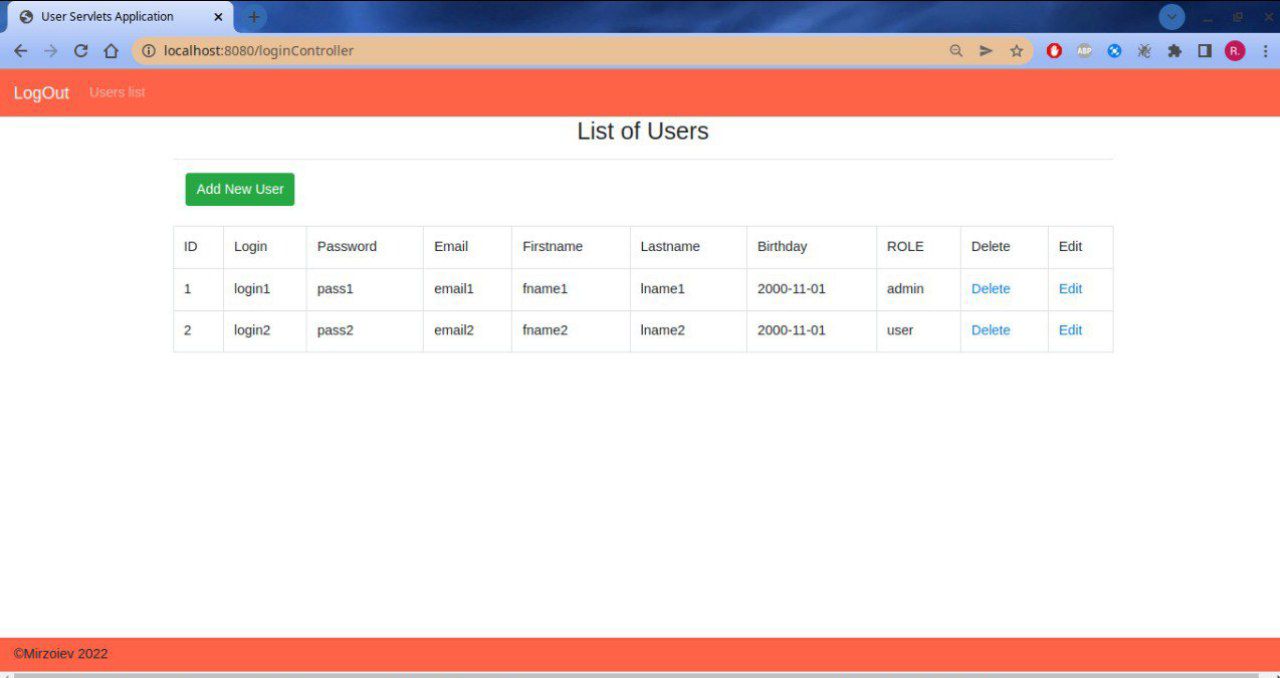 User Servlets Application
localhost:8080/loginController
ABP
R.
LogOut Users list
List of Users
Add New User
ID Login Password Email Firstname Lastname Birthday ROLE Delete Edit
1 login1 pass1 email1 fname1 lname1 2000-11-01 admin Delete Edit
2 login2 pass2 email2 fname2 lname2 2000-11-01 user Delete Edit
©Mirzoiev 2022